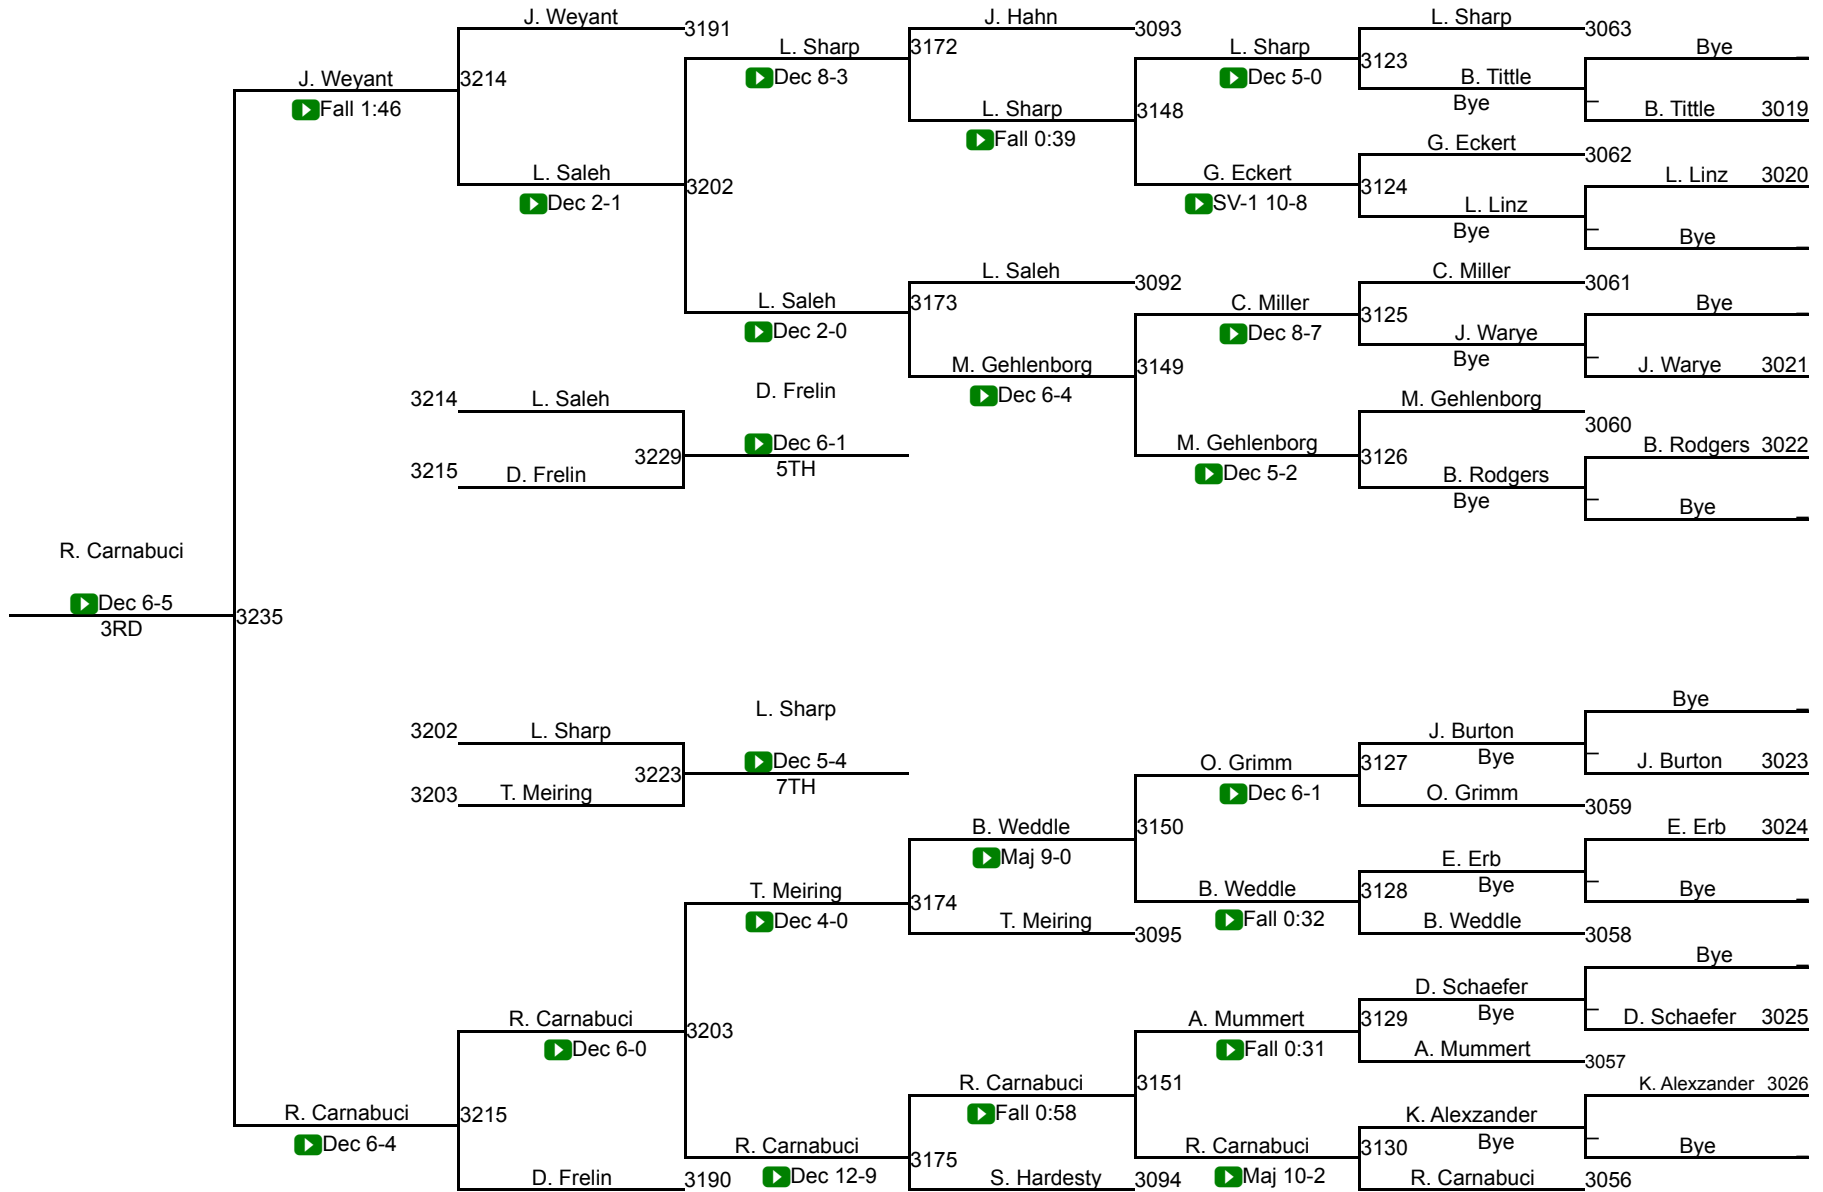 J. Weyant
3191
J. Hahn
3093
L. Sharp
3063
L. Sharp
3172
L. Sharp
Bye
J. Weyant
3214
Dec 8-3
Dec 5-0
3123
B. Tittle
Fall 1:46
L. Sharp
3148
Bye
B. Tittle 3019
Fall 0:39
G. Eckert
3062
L. Saleh
3202
G. Eckert
3124
L. Linz 3020
Dec 2-1
SV-1 10-8
L. Linz
Bye
Bye
L. Saleh
3092
C. Miller
3061
L. Saleh
3173
C. Miller
3125
Bye
Dec 2-0
Dec 8-7
J. Warye
M. Gehlenborg
3149
Bye
J. Warye 3021
3214 L. Saleh
D. Frelin
Dec 6-4
M. Gehlenborg
3060
3229
Dec 6-1
M. Gehlenborg
3126
B. Rodgers 3022
3215 D. Frelin
5TH
Dec 5-2
B. Rodgers
Bye
Bye
R. Carnabuci
Dec 6-5
3235
3RD
Bye
3202 L. Sharp
L. Sharp
J. Burton
3223
Dec 5-4
O. Grimm
3127
Bye
J. Burton 3023
3203 T. Meiring
7TH
Dec 6-1
O. Grimm
3059
B. Weddle
3150
E. Erb 3024
Maj 9-0
E. Erb
T. Meiring
3174
B. Weddle
3128
Bye
Bye
Dec 4-0
T. Meiring
3095
Fall 0:32
B. Weddle
3058
Bye
R. Carnabuci
3203
A. Mummert
D. Schaefer
3129
Bye
D. Schaefer 3025
Dec 6-0
Fall 0:31
A. Mummert
3057
R. Carnabuci
3151
K. Alexzander 3026
R. Carnabuci
3215
Fall 0:58
K. Alexzander
Dec 6-4
R. Carnabuci
3175
R. Carnabuci
3130
Bye
Bye
D. Frelin
3190
Dec 12-9
S. Hardesty
3094
Maj 10-2
R. Carnabuci
3056